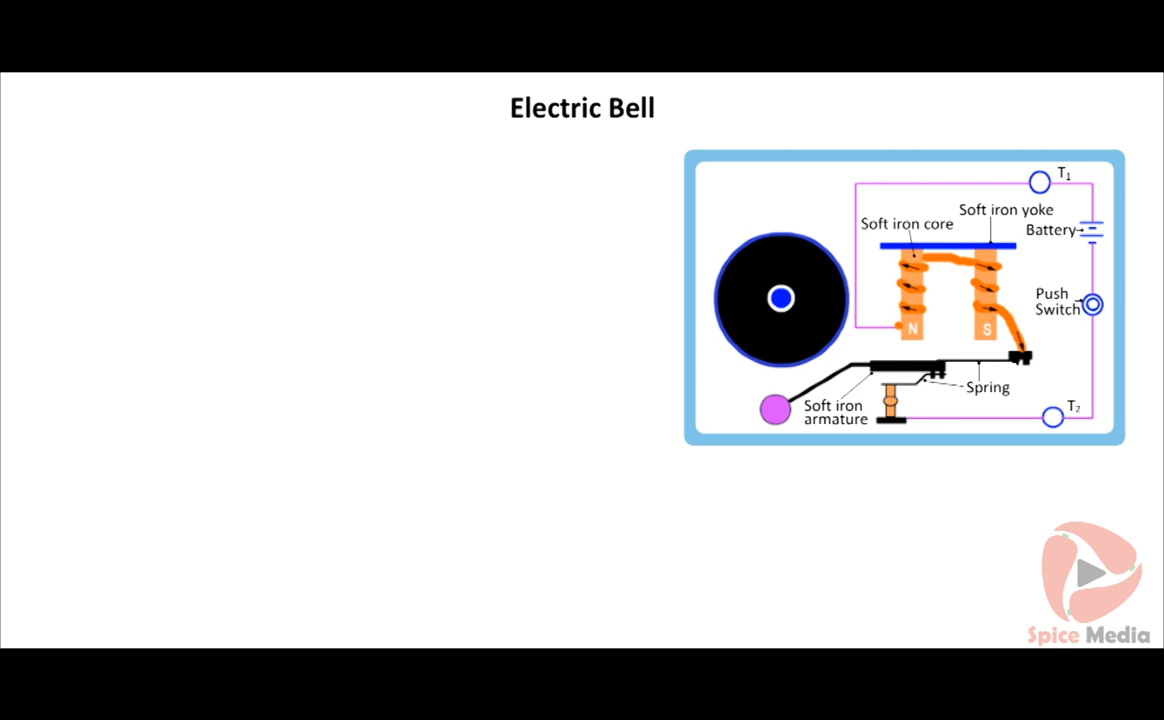 Electric Bell
T1
Soft iron yoke
Soft iron core
Battery
Push
Switch
N
S
Spring
Soft iron
armature
T2
Spice Media